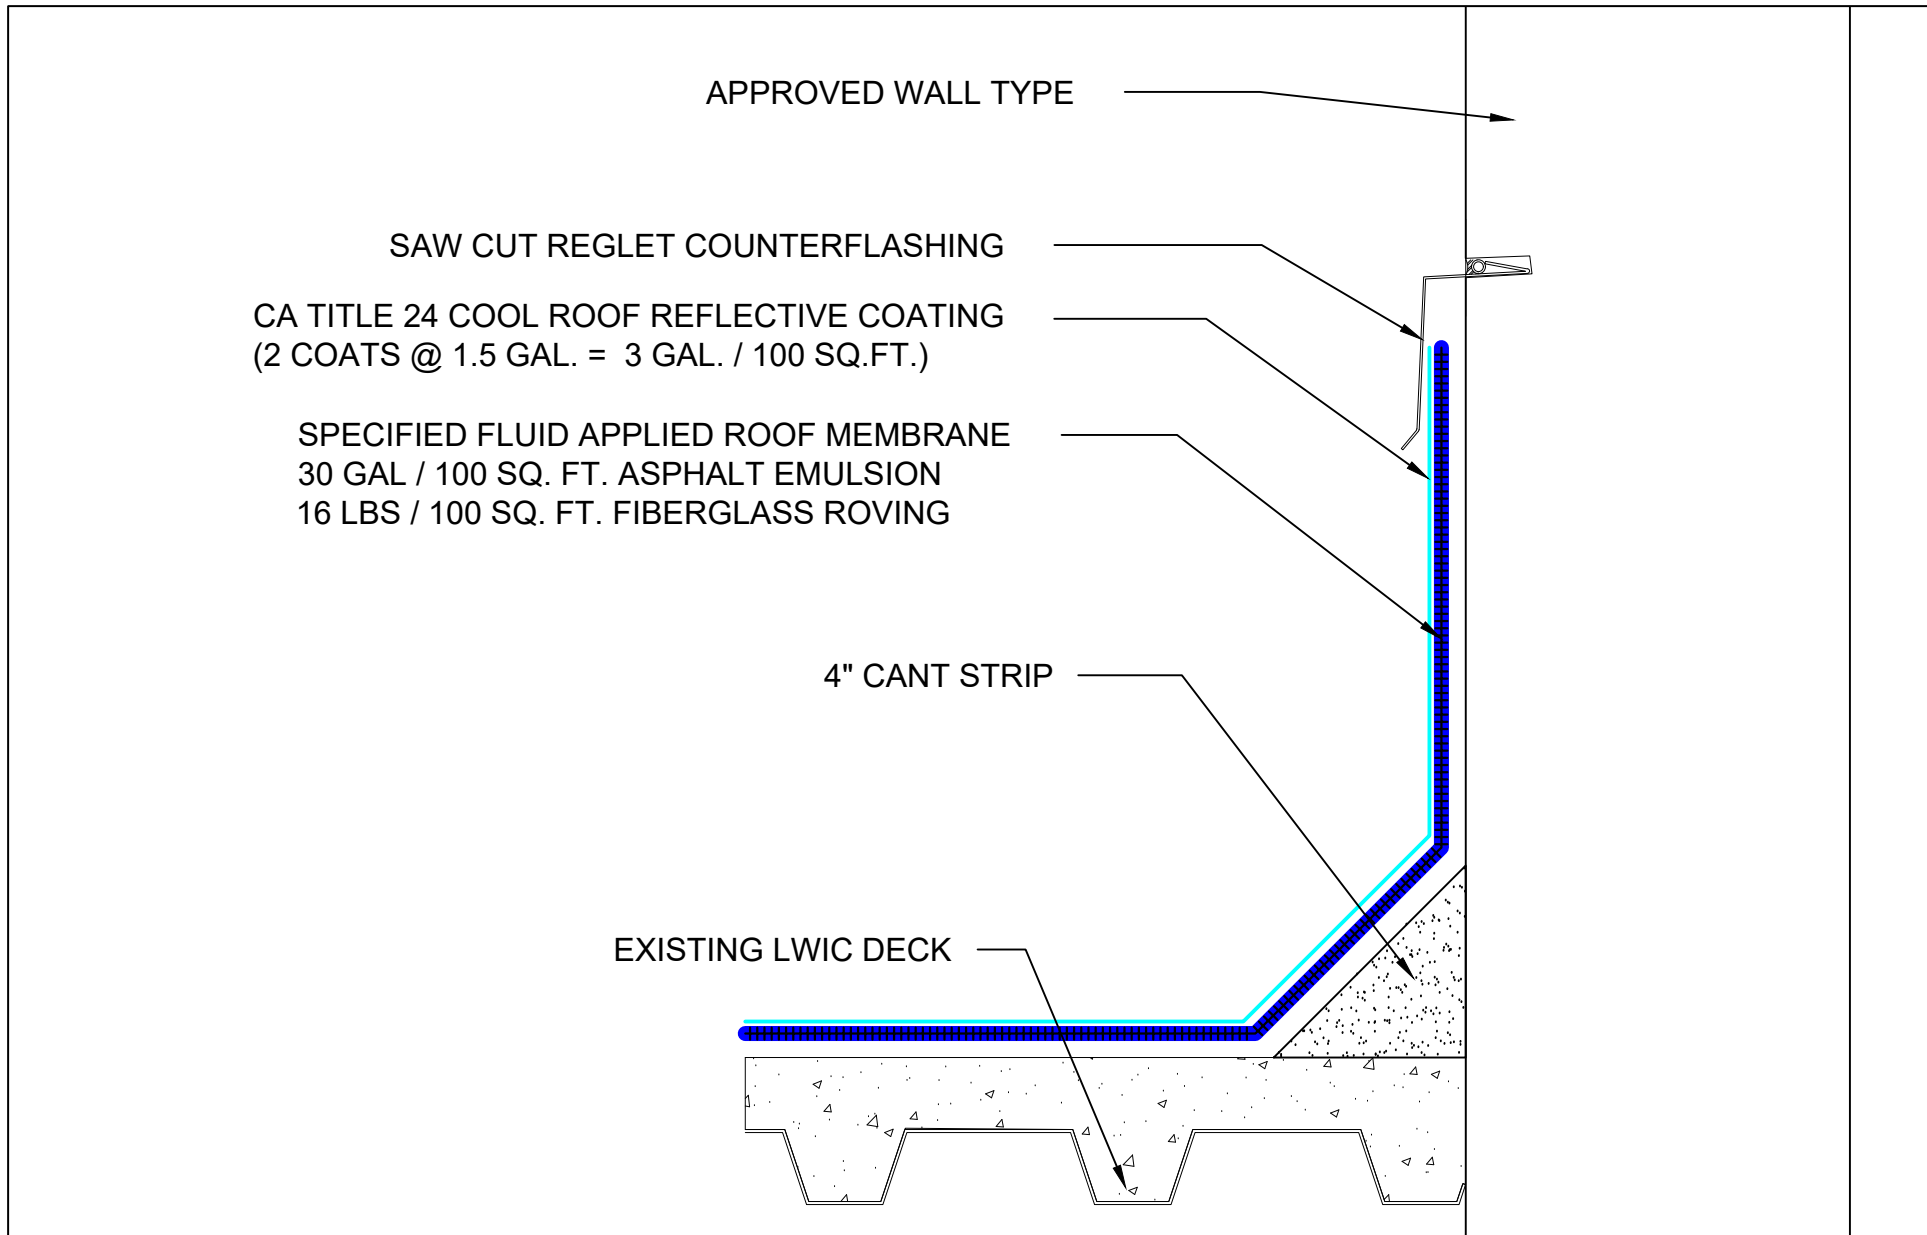 APPROVED WALL TYPE
SAW CUT REGLET COUNTERFLASHING
CA TITLE 24 COOL ROOF REFLECTIVE COATING
(2 COATS @ 1.5 GAL. = 3 GAL. / 100 SQ.FT.)
SPECIFIED FLUID APPLIED ROOF MEMBRANE
30 GAL / 100 SQ. FT. ASPHALT EMULSION
16 LBS / 100 SQ. FT. FIBERGLASS ROVING
4" CANT STRIP
EXISTING LWIC DECK